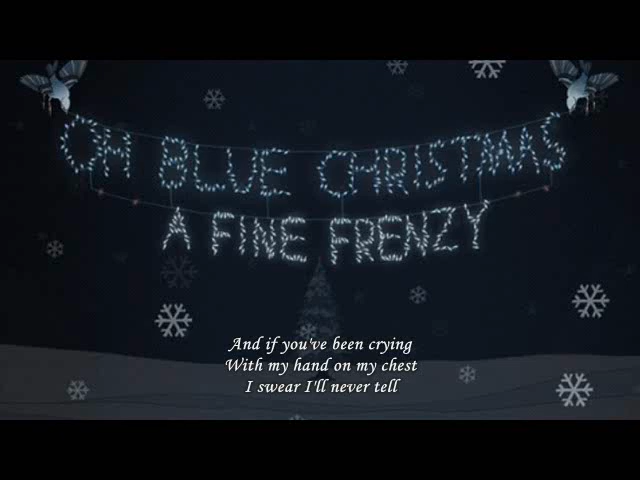 OH BLUE CHRISTMAS
A FINE FRENZY
And if you've been crying
With my hand on my chest
I swear I'll never tell